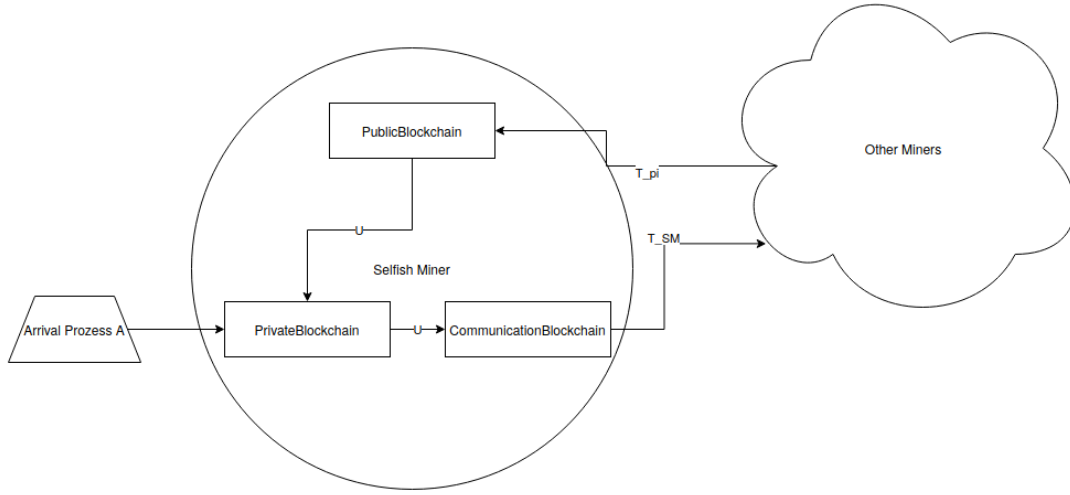 PublicBlockchain
Other Miners
T_pi
U
T_SM
Selfish Miner
Arrival Prozess A
PrivateBlockchain
U
CommunicationBlockchain